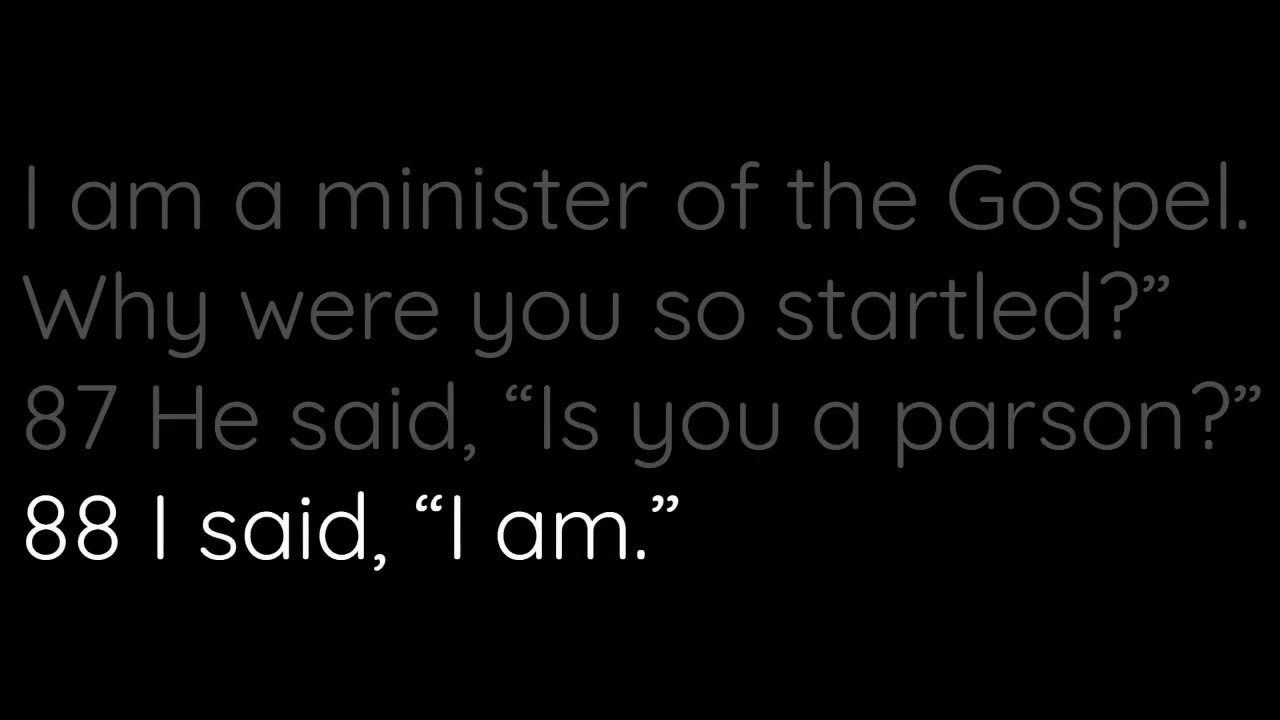 I am a minister of the Gospel.
Why were you so startled?”
87 He said, “Is you a parson?”
88 I said, “I am.”